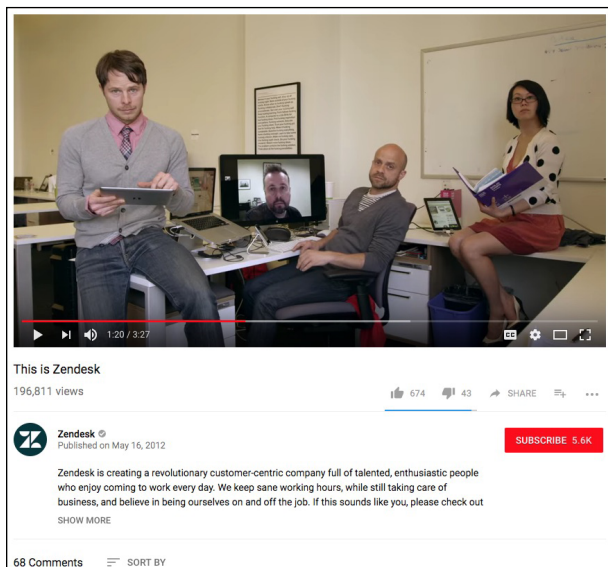 1:20 / 3:27
CC
This is Zendesk
196,811 views
674
43
SHARE
Zendesk
Published on May 16, 2012
SUBSCRIBE 5.6K
Zendesk is creating a revolutionary customer-centric company full of talented, enthusiastic people
who enjoy coming to work every day. We keep sane working hours, while still taking care of
business, and believe in being ourselves on and off the job. If this sounds like you, please check out
SHOW MORE
68 Comments
SORT BY